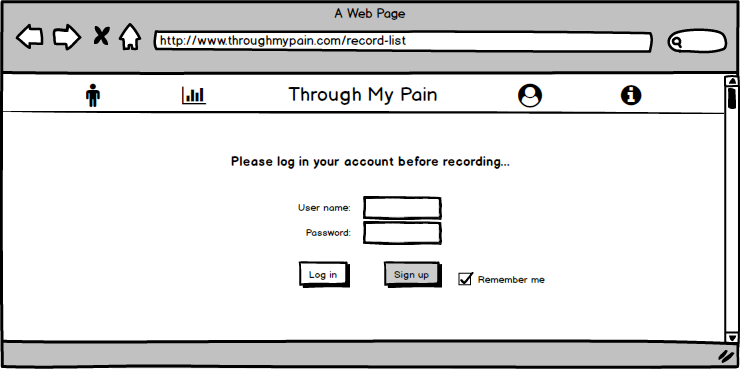 A Web Page
http://www.throughmypain.com/record-list
Through My Pain
Please log in your account before recording...
User name:
Password:
Log in
Sign up
Remember me